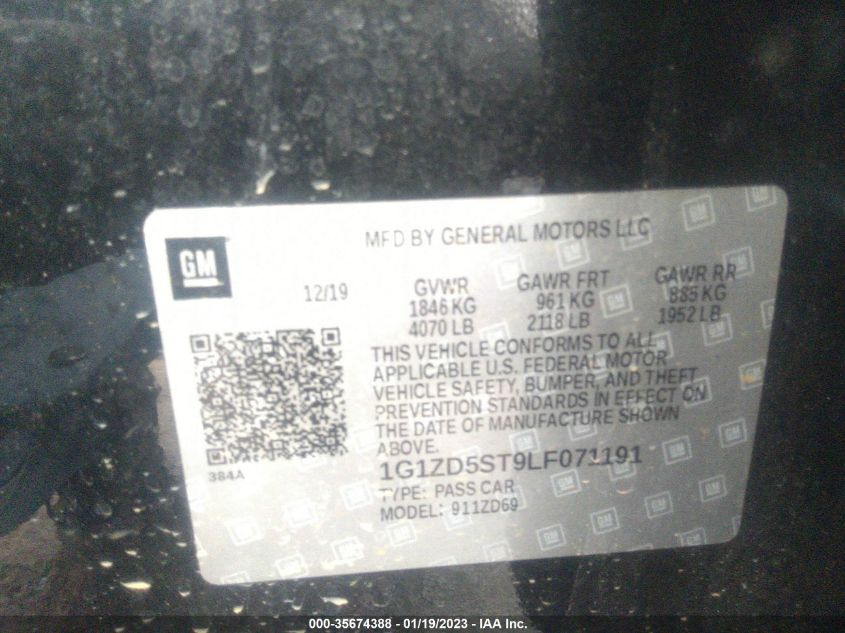 MFD BY GENERAL MOTORS LLC
GM
12/19
GVWR
1846 KG
4070 LB
GAWR FRT
961 KG
2118 LB
GAWR RR
885 KG
1952 LB
THIS VEHICLE CONFORMS TO ALL
APPLICABLE U.S. FEDERAL MOTOR
VEHICLE SAFETY, BUMPER, AND THEFT
PREVENTION STANDARDS IN EFFECT ON
THE DATE OF MANUFACTURE SHOWN
ABOVE.
384A
1G1ZD5ST9LF071191
TYPE: PASS CAR
MODEL: 911ZD69
000-35674388 - 01/19/2023 - IAA Inc.